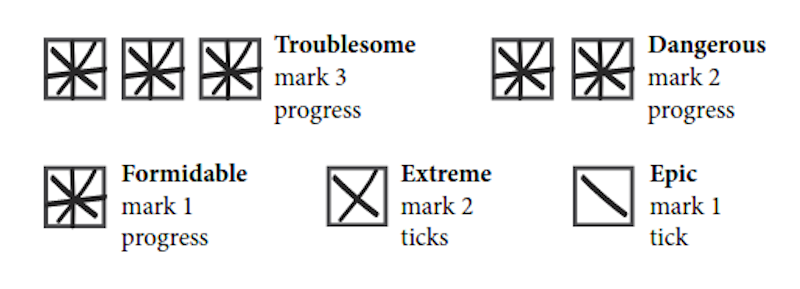 Troublesome
mark 3
progress
Dangerous
mark 2
progress
Formidable
mark 1
progress
Extreme
mark 2
ticks
Epic
mark 1
tick